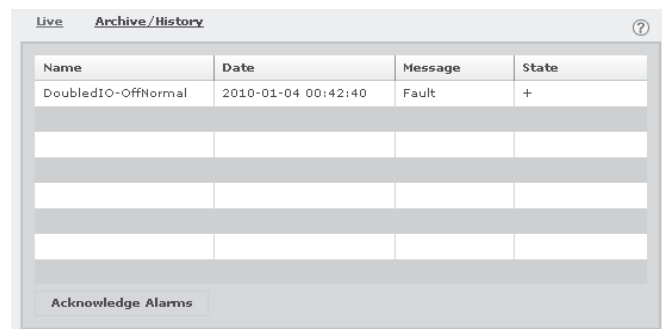 Live Archive/History ?
Name Date Message State
DoubledIO-OffNormal 2010-01-04 00:42:40 Fault +
Acknowledge Alarms